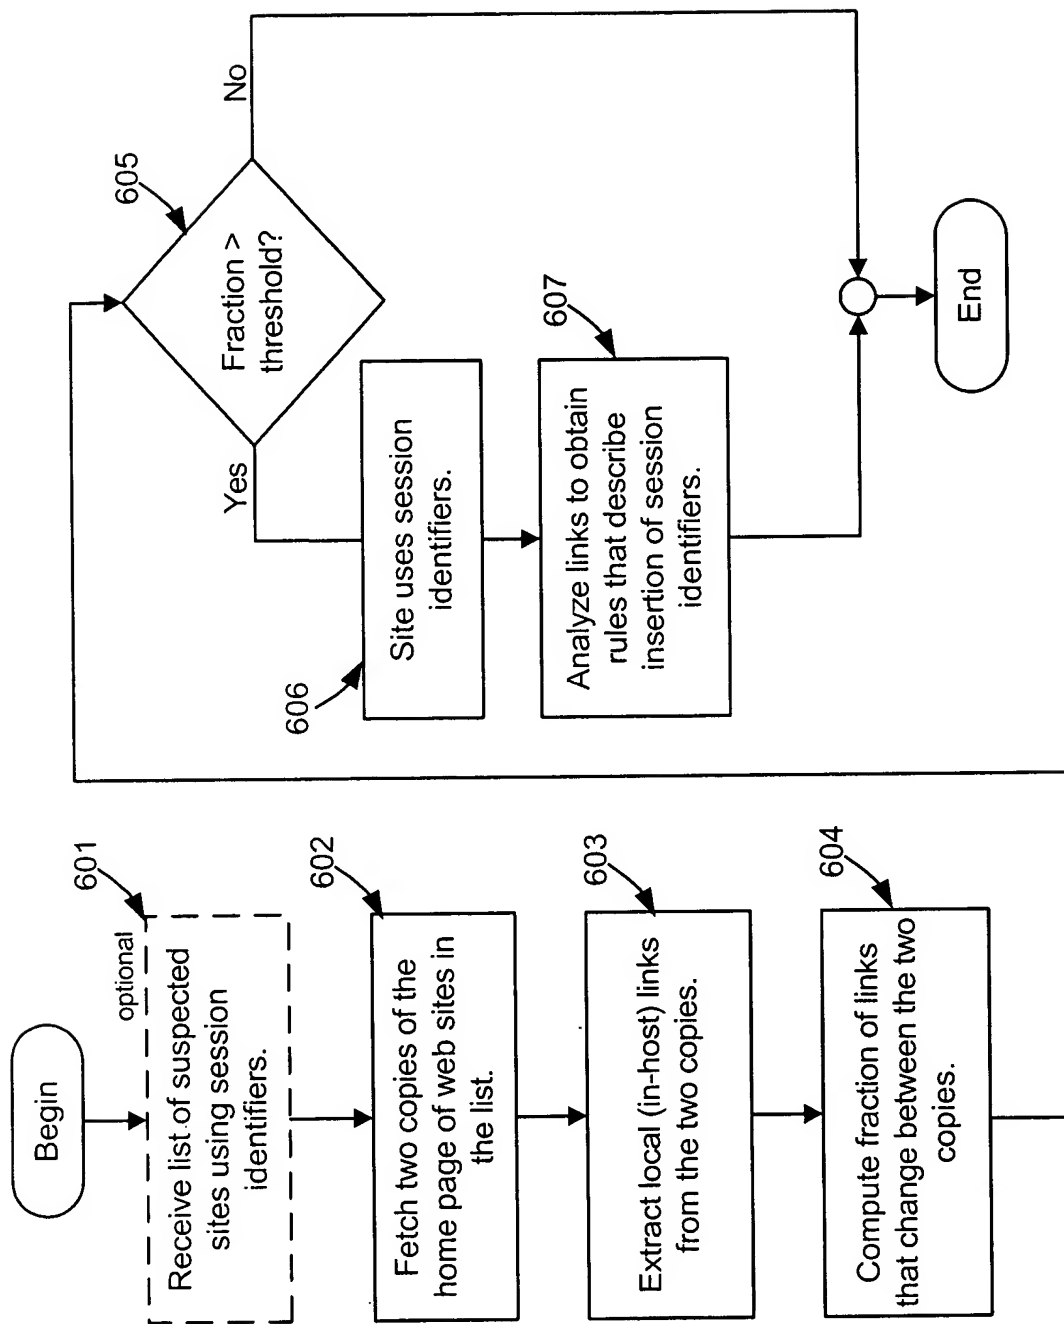 Begin
optional
601
Receive list of suspected
sites using session
identifiers.
602
Fetch two copies of the
home page of web sites in
the list.
603
Extract local (in-host) links
from the two copies.
604
Compute fraction of links
that change between the two
copies.
605
Fraction >
threshold?
Yes
No
606
Site uses session
identifiers.
607
Analyze links to obtain
rules that describe
insertion of session
identifiers.
End